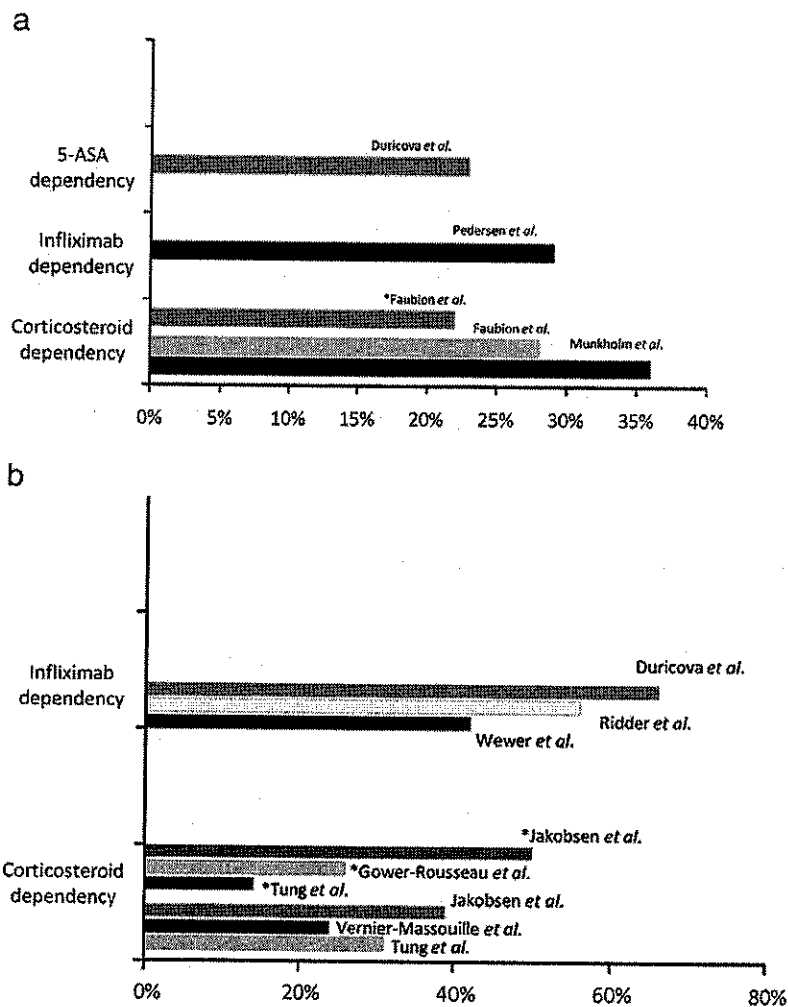 a
Duricova et al.
5-ASA
dependency
Pedersen et al.
Infliximab
dependency
*Faubion et al.
Faubion et al.
Munkholm et al.
Corticosteroid
dependency
0% 5% 10% 15% 20% 25% 30% 35% 40%
b
Duricova et al.
Infliximab
dependency
Ridder et al.
Wewer et al.
*Jakobsen et al.
*Gower-Rousseau et al.
*Tung et al.
Corticosteroid
dependency
Jakobsen et al.
Vernier-Massouille et al.
Tung et al.
0% 20% 40% 60% 80%